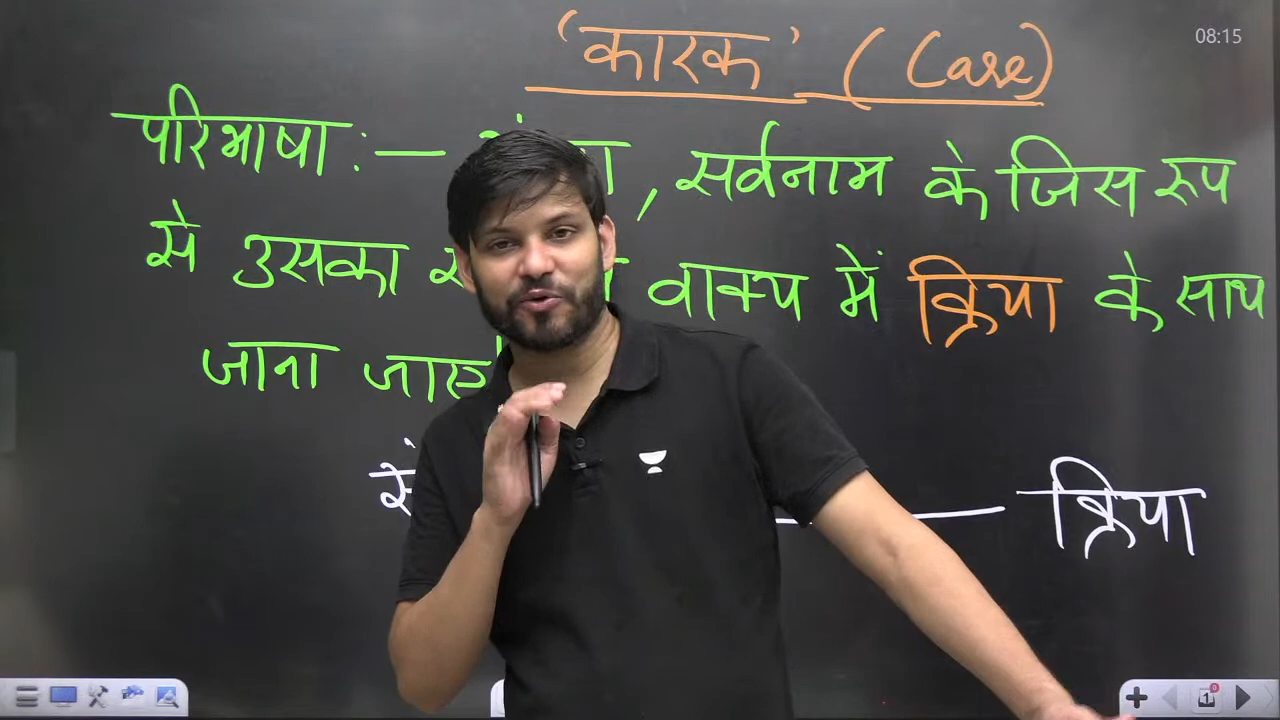 08:15
'कारक' (Case)
परिभाषा :— , सर्वनाम के जिस रूप
से उसका वाक्य में क्रिया के साथ
जाना जाए
क्रिया